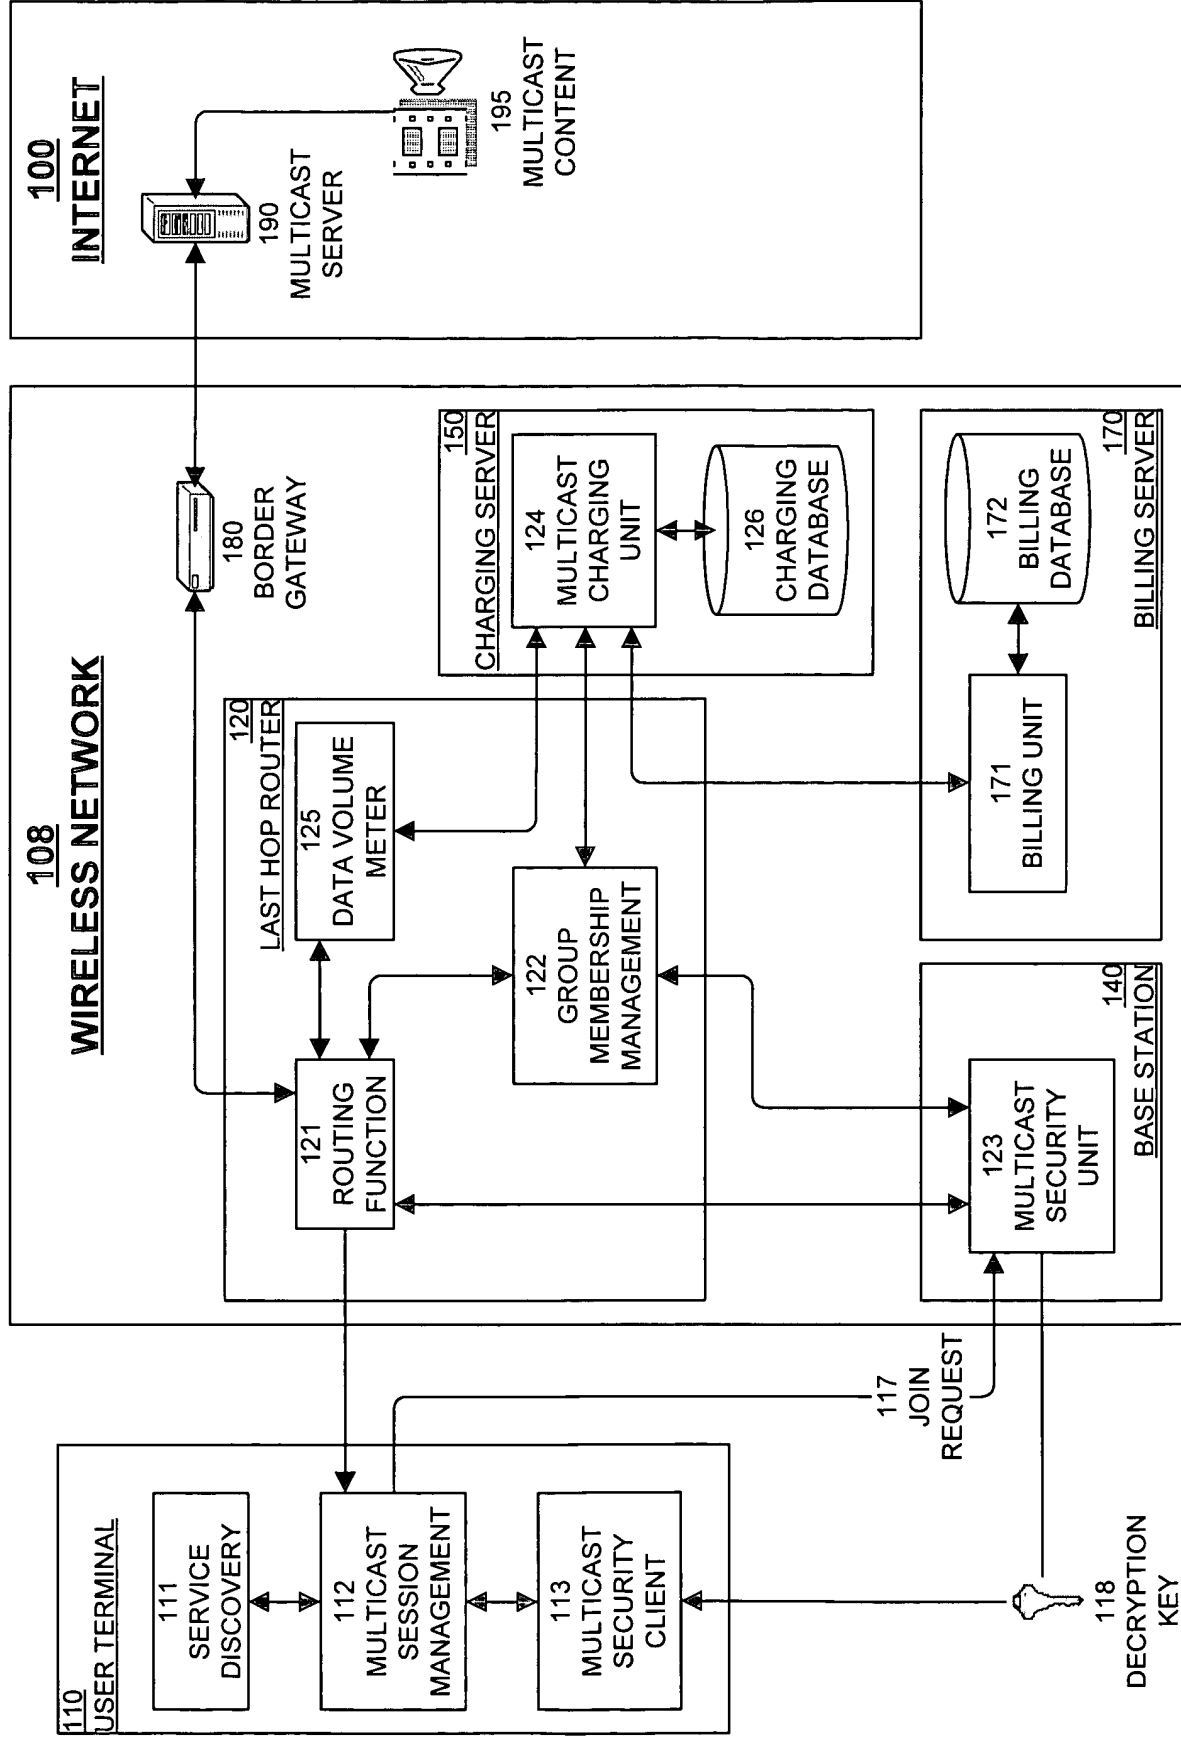 110
USER TERMINAL
111
SERVICE
DISCOVERY
112
MULTICAST
SESSION
MANAGEMENT
113
MULTICAST
SECURITY
CLIENT
118
DECRYPTION
KEY
117
JOIN
REQUEST
108
WIRELESS NETWORK
120
LAST HOP ROUTER
121
ROUTING
FUNCTION
125
DATA VOLUME
METER
122
GROUP
MEMBERSHIP
MANAGEMENT
140
BASE STATION
123
MULTICAST
SECURITY
UNIT
180
BORDER
GATEWAY
150
CHARGING SERVER
124
MULTICAST
CHARGING
UNIT
126
CHARGING
DATABASE
170
BILLING SERVER
171
BILLING UNIT
172
BILLING
DATABASE
100
INTERNET
190
MULTICAST
SERVER
195
MULTICAST
CONTENT